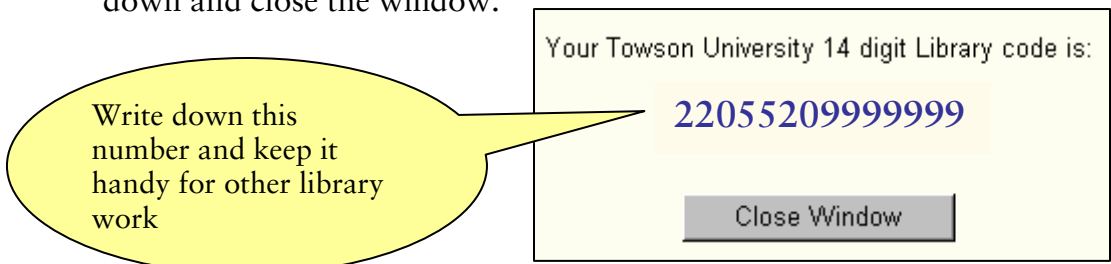 down and close the window.
Your Towson University 14 digit Library code is:
22055209999999
Write down this
number and keep it
handy for other library
work
Close Window